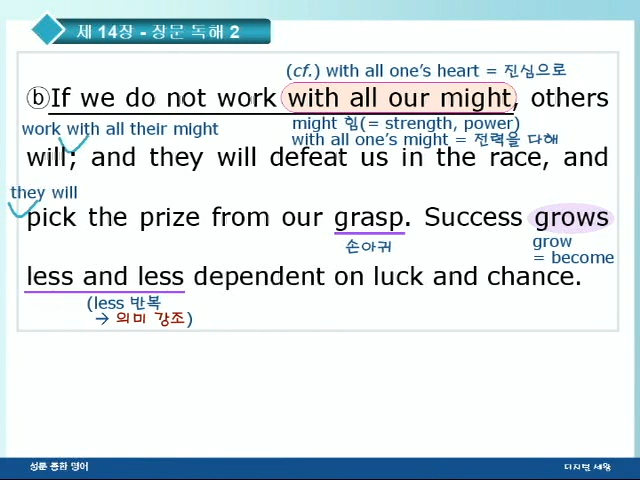 제 14장 - 장문 독해 2
(cf.) with all one's heart = 진심으로
ⓑIf we do not work with all our might, others
work with all their might
might 힘(= strength, power)
with all one's might = 전력을 다해
will; and they will defeat us in the race, and
they will
pick the prize from our grasp. Success grows
손아귀
grow
= become
less and less dependent on luck and chance.
(less 반복
→ 의미 강조)
성문 종합 영어
디지털 세왕